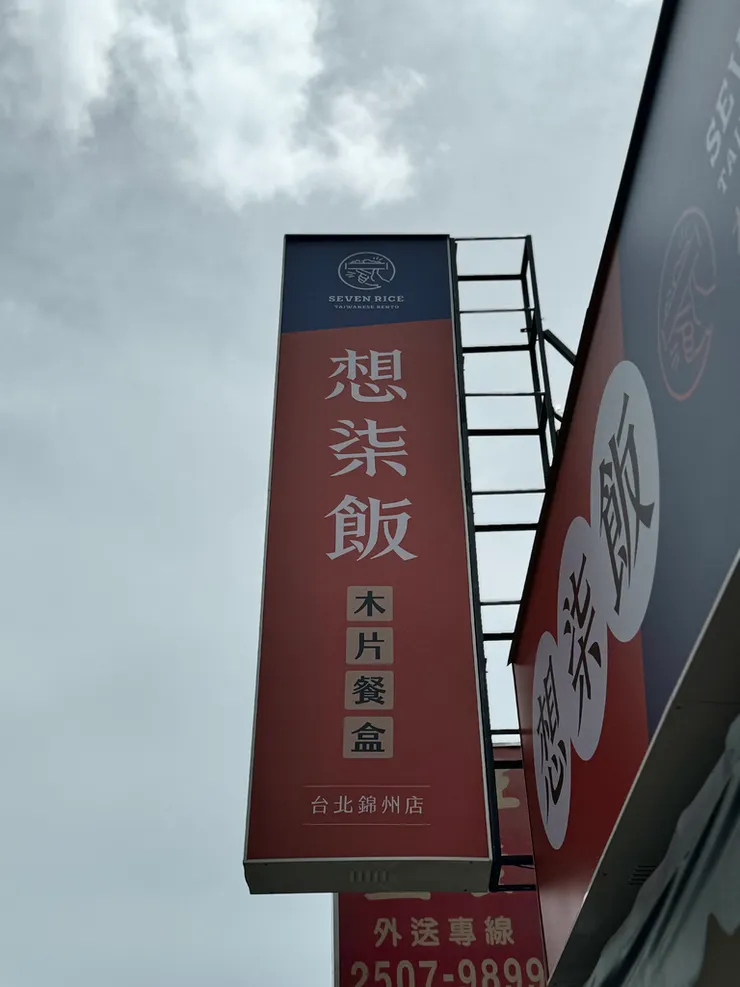 SEVEN RICE
TAIWANESE BENTO
想柒飯
木片餐盒
台北錦州店
想柒飯
外送專線
2507-9899